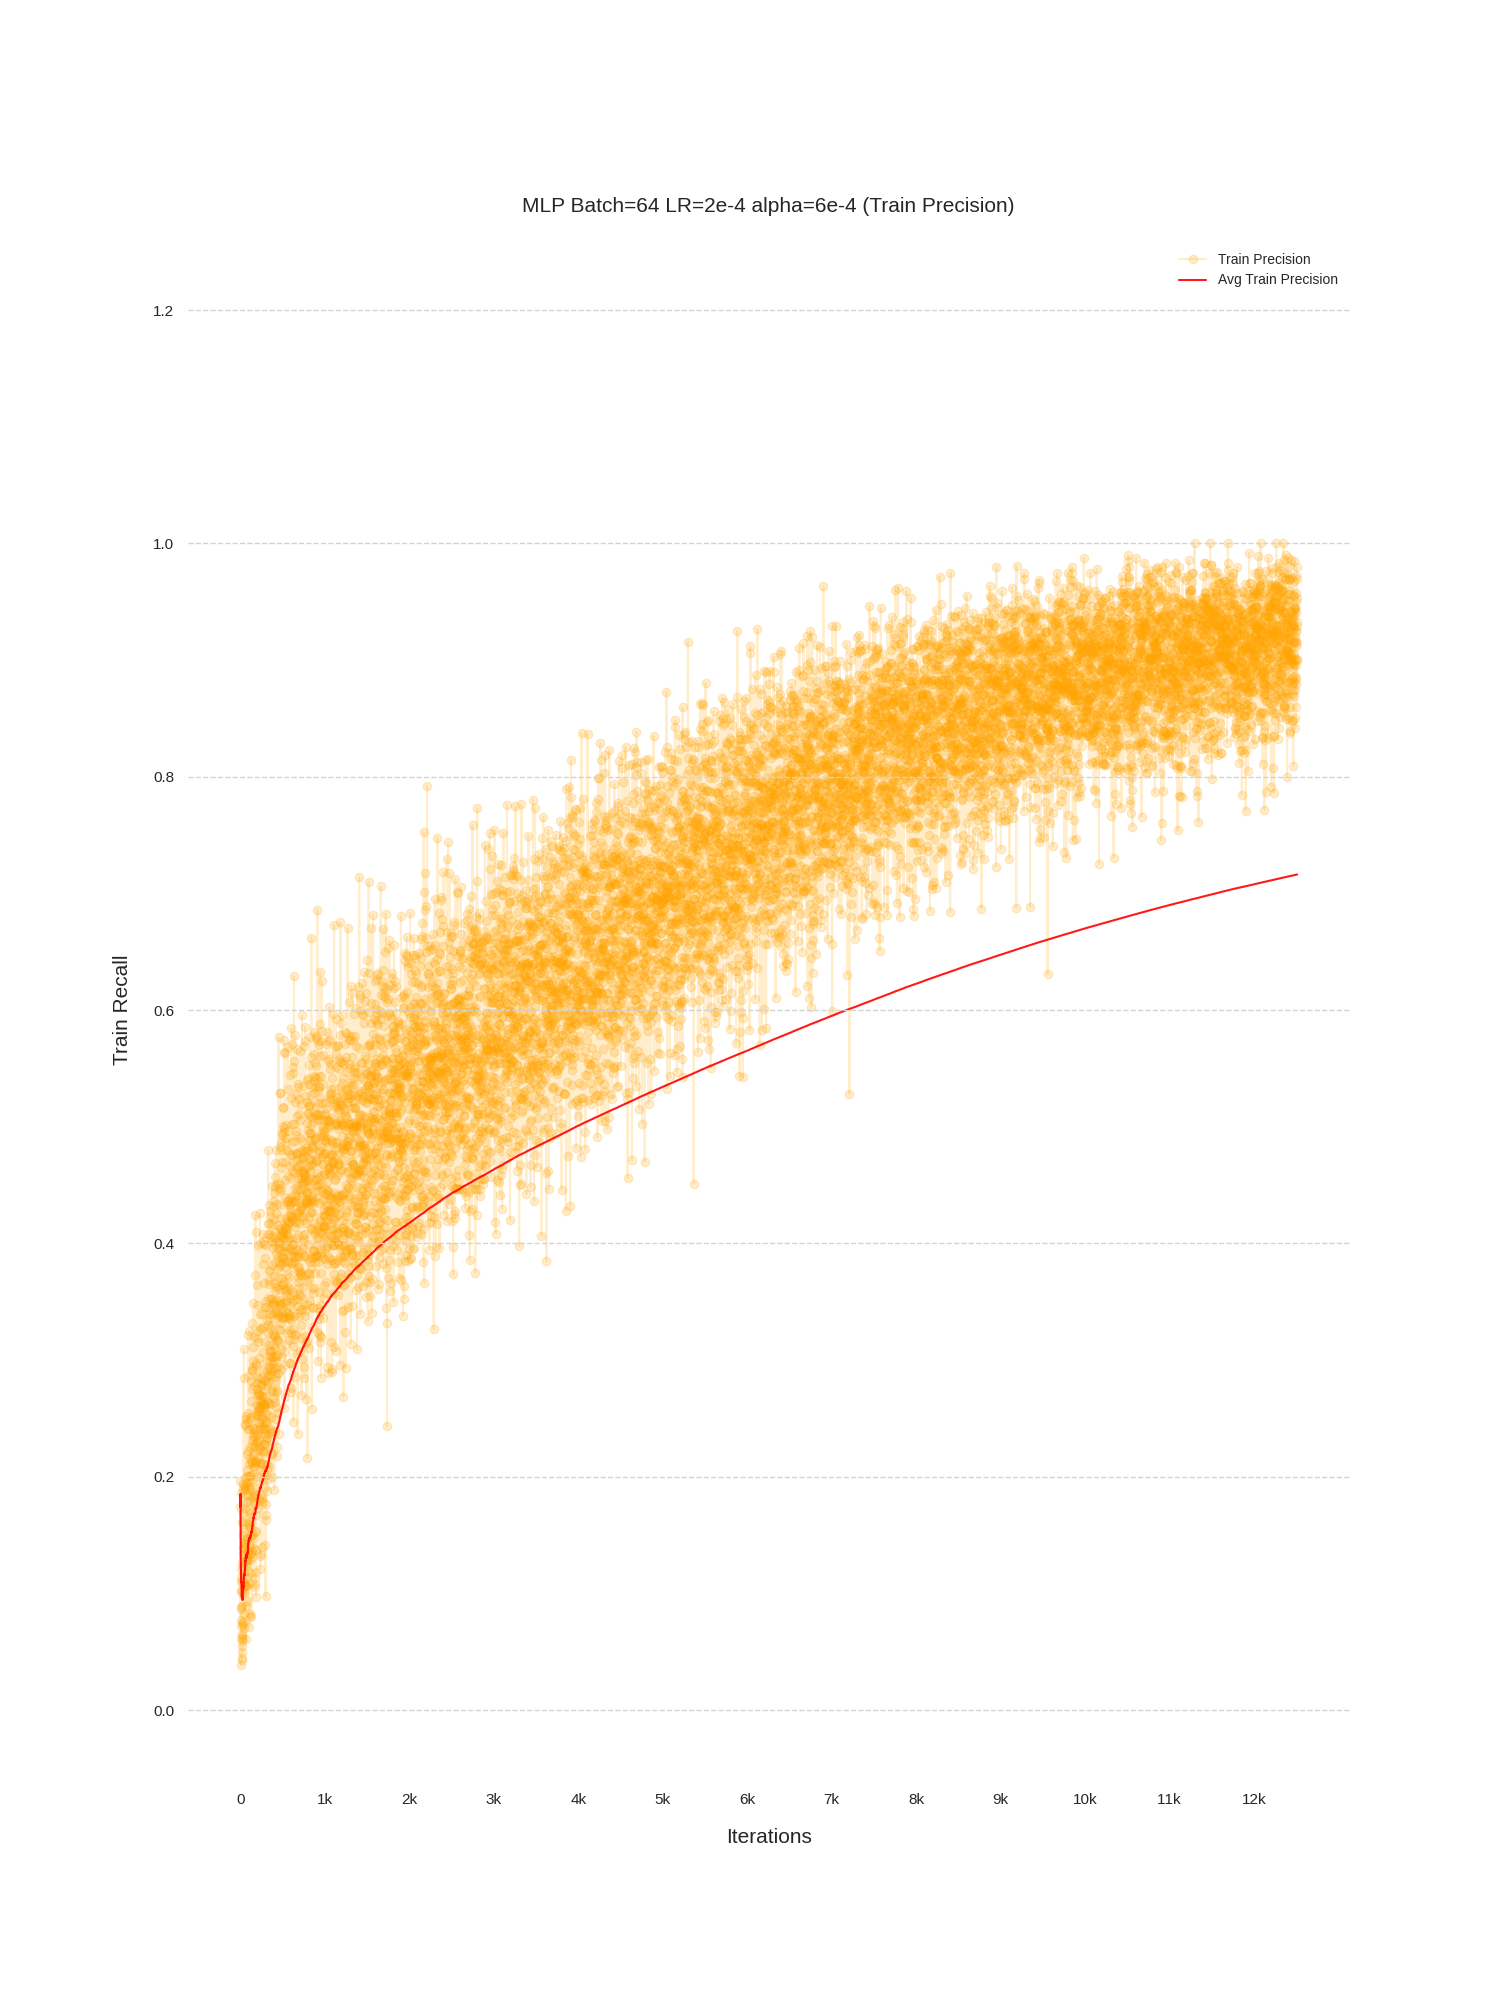 MLP Batch=64 LR=2e-4 alpha=6e-4 (Train Precision)
Train Precision
Avg Train Precision
1.2
1.0
0.8
0.6
0.4
0.2
0.0
Train Recall
0 1k 2k 3k 4k 5k 6k 7k 8k 9k 10k 11k 12k
Iterations